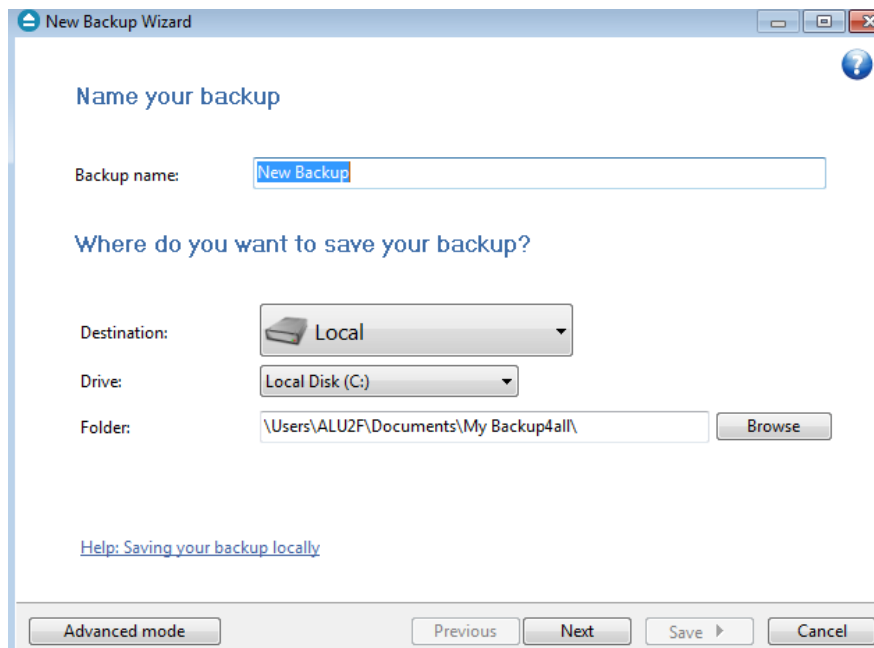 New Backup Wizard
?
Name your backup
Backup name: New Backup
Where do you want to save your backup?
Destination: Local
Drive: Local Disk (C:)
Folder: \Users\ALU2F\Documents\My Backup4all\ Browse
Help: Saving your backup locally
Advanced mode Previous Next Save Cancel